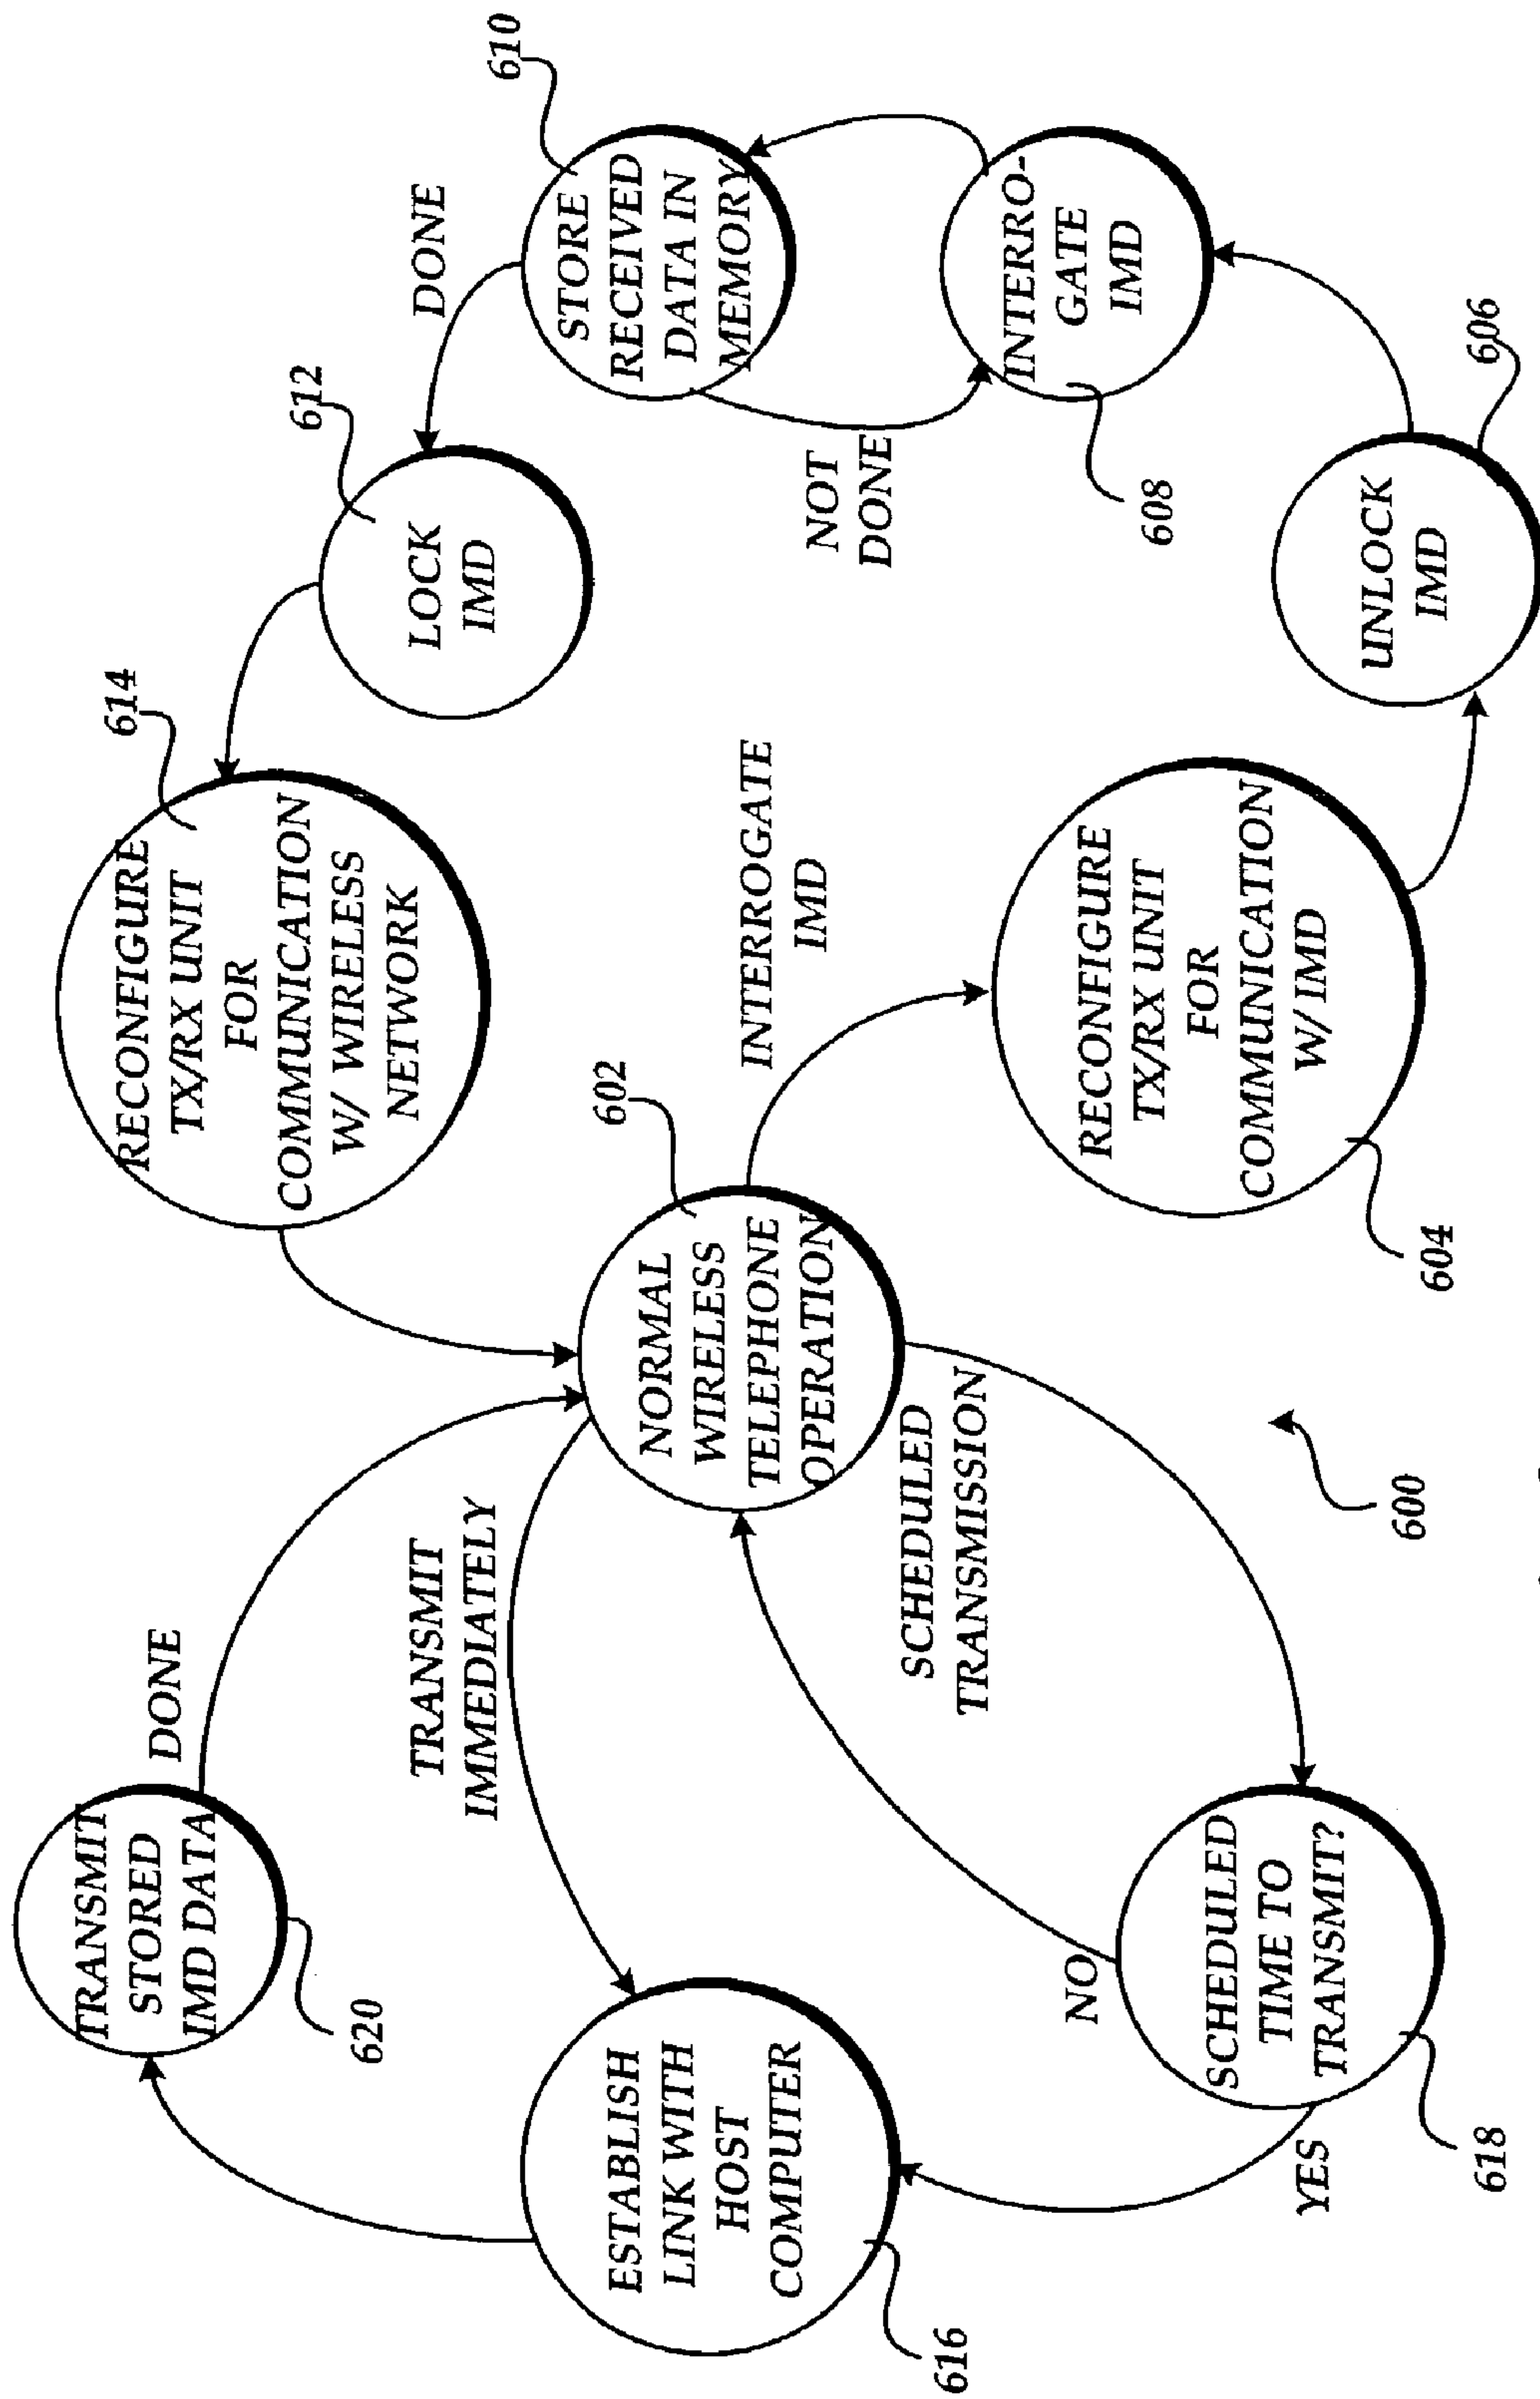 TRANSMIT
STORED
IMD DATA
620
DONE
ESTABLISH
LINK WITH
HOST
COMPUTER
616
TRANSMIT
IMMEDIATELY
SCHEDULED
TIME TO
TRANSMIT?
618
YES
NO
SCHEDULED
TRANSMISSION
NORMAL
WIRELESS
TELEPHONE
OPERATION
602
600
RECONFIGURE
TX/RX UNIT
FOR
COMMUNICATION
W/ WIRELESS
NETWORK
614
INTERROGATE
IMD
RECONFIGURE
TX/RX UNIT
FOR
COMMUNICATION
W/ IMD
604
LOCK
IMD
612
DONE
STORE
RECEIVED
DATA IN
MEMORY
610
NOT
DONE
INTERRO-
GATE
IMD
608
UNLOCK
IMD
606